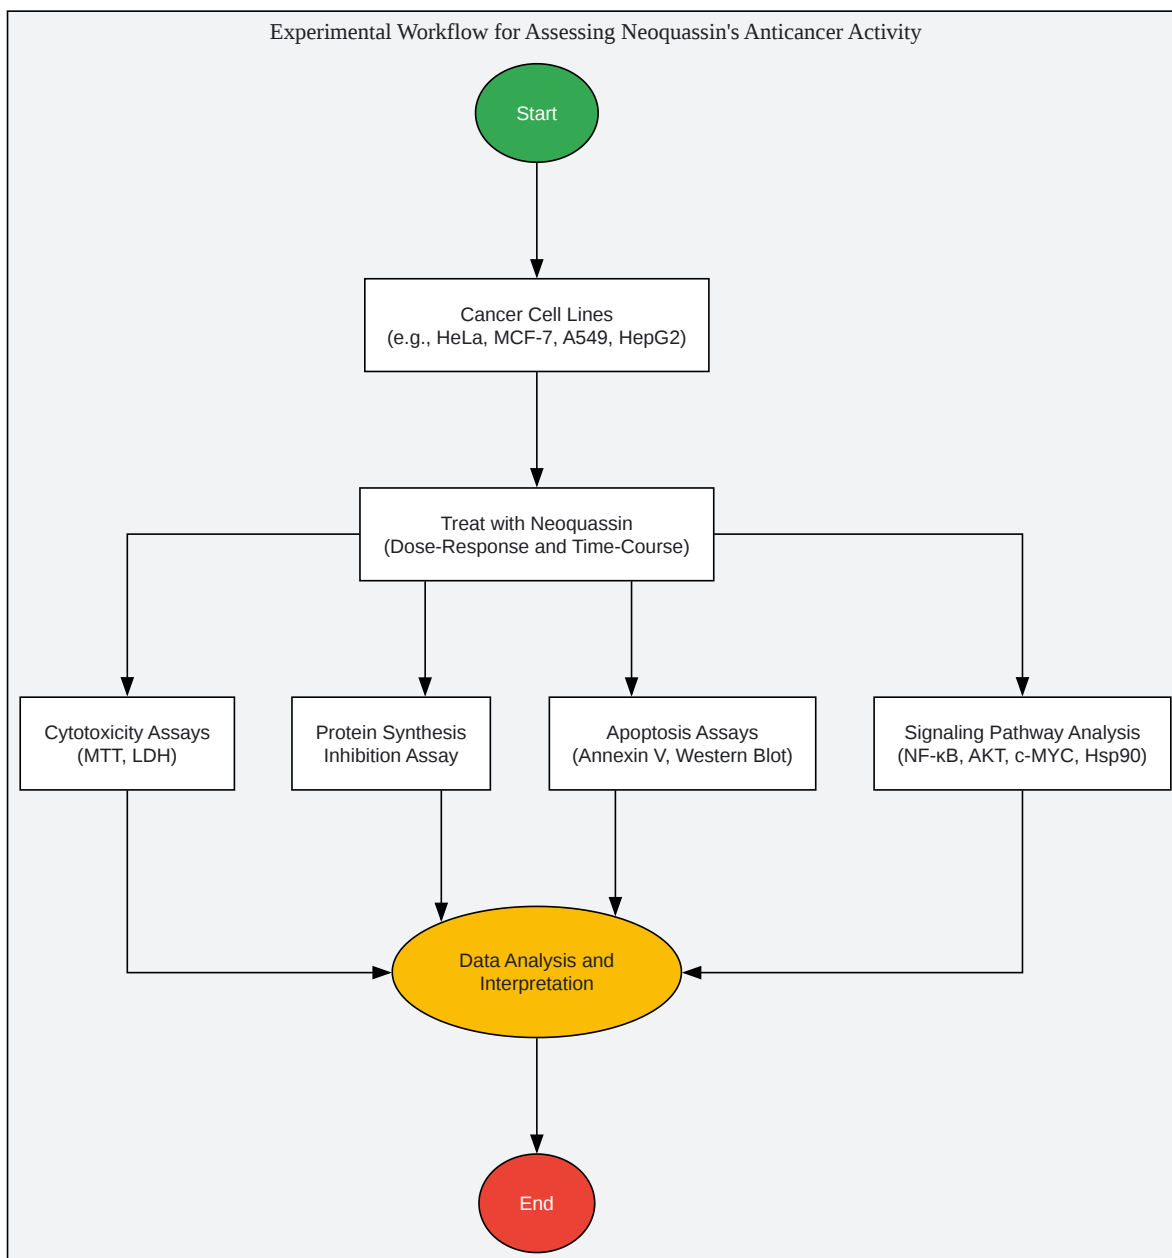 Experimental Workflow for Assessing Neoquassin's Anticancer Activity
Start
Cancer Cell Lines
(e.g., HeLa, MCF-7, A549, HepG2)
Treat with Neoquassin
(Dose-Response and Time-Course)
Cytotoxicity Assays
(MTT, LDH)
Protein Synthesis
Inhibition Assay
Apoptosis Assays
(Annexin V, Western Blot)
Signaling Pathway Analysis
(NF-κB, AKT, c-MYC, Hsp90)
Data Analysis and
Interpretation
End